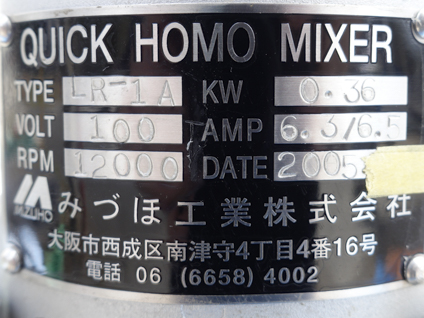 QUICK HOMO MIXER
TYPE LR-1A KW 0.36
VOLT 100 AMP 6.3/6.5
RPM 12000 DATE 2005
MIZUHO みづほ工業株式会社
大阪市西成区南津守4丁目4番16号
電話 06 (6658) 4002